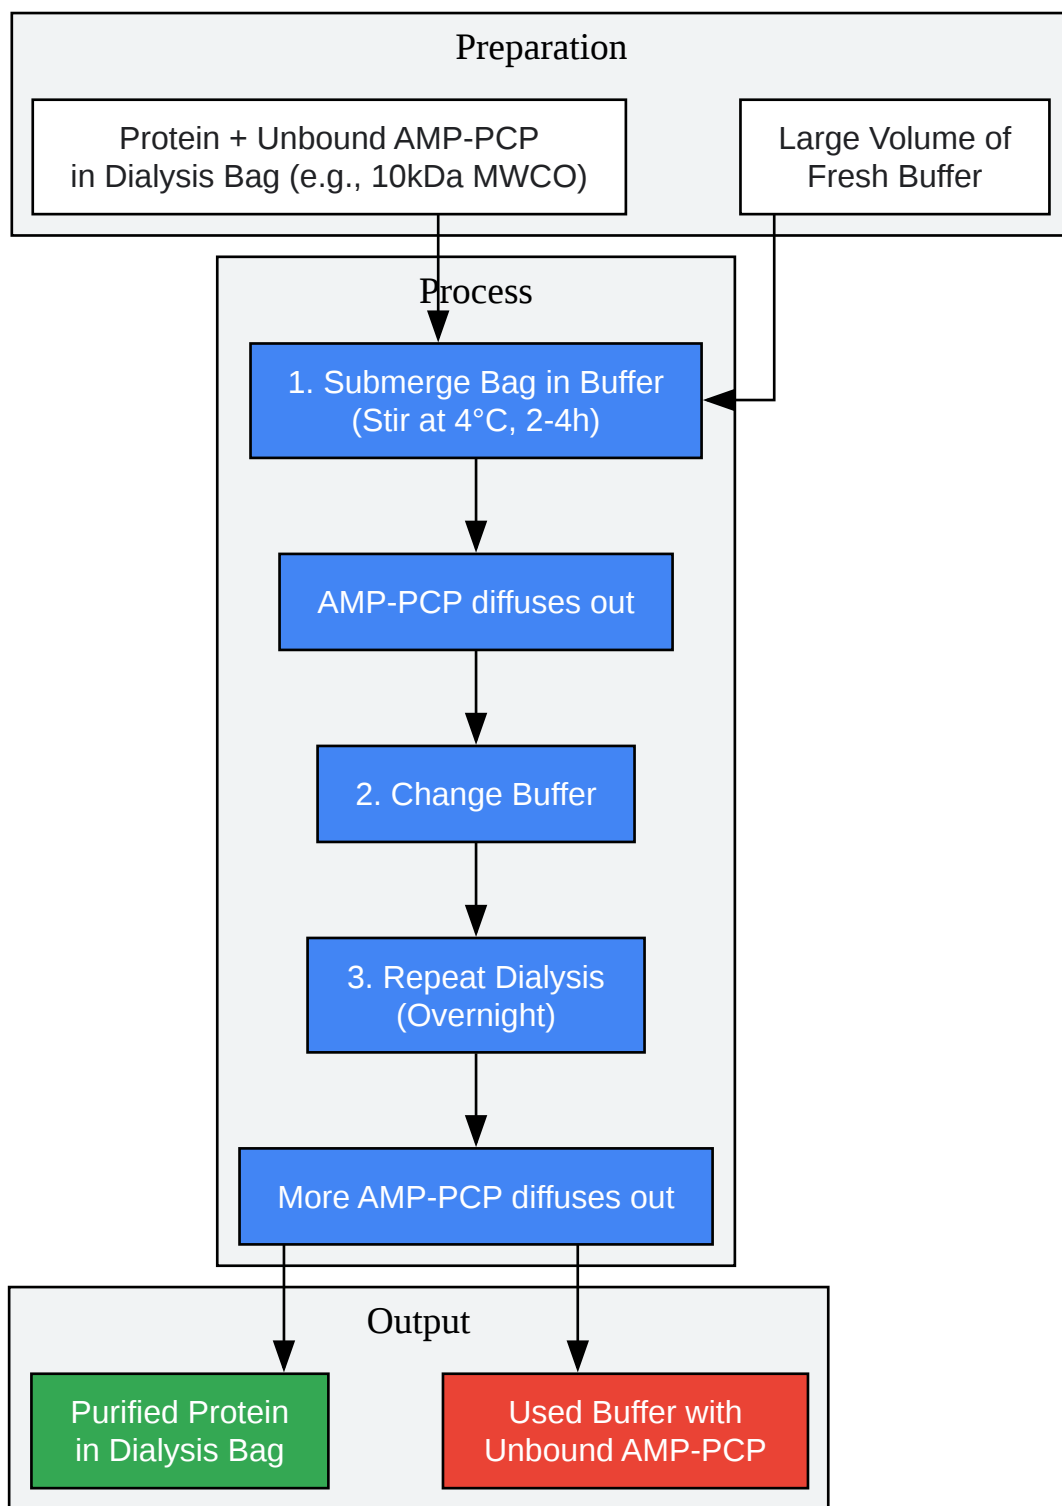 Preparation
Protein + Unbound AMP-PCP
in Dialysis Bag (e.g., 10kDa MWCO)
Large Volume of
Fresh Buffer
Process
1. Submerge Bag in Buffer
(Stir at 4°C, 2-4h)
AMP-PCP diffuses out
2. Change Buffer
3. Repeat Dialysis
(Overnight)
More AMP-PCP diffuses out
Output
Purified Protein
in Dialysis Bag
Used Buffer with
Unbound AMP-PCP